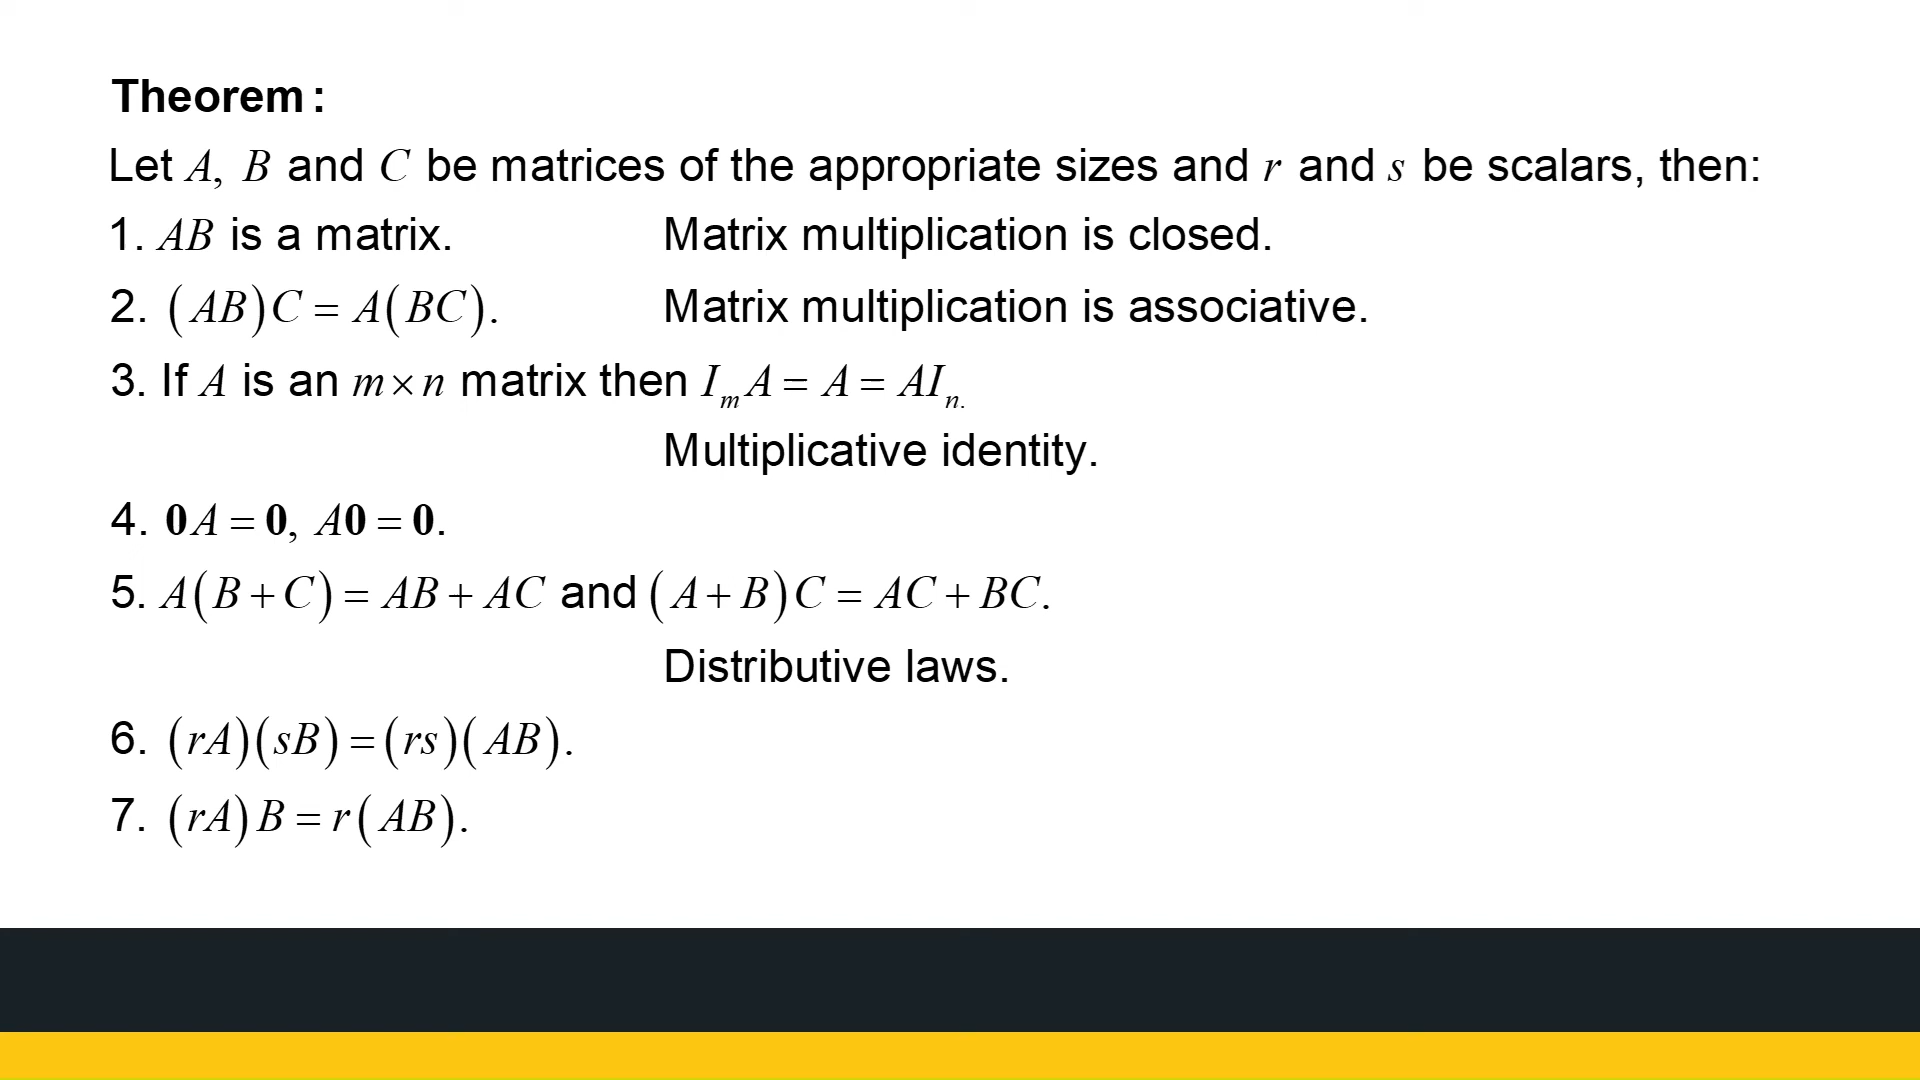 Theorem:
Let A, B and C be matrices of the appropriate sizes and r and s be scalars, then:
1. AB is a matrix. Matrix multiplication is closed.
2. (AB)C = A(BC). Matrix multiplication is associative.
3. If A is an m×n matrix then IₘA = A = AIₙ.
Multiplicative identity.
4. 0A = 0, A0 = 0.
5. A(B+C) = AB + AC and (A+B)C = AC + BC.
Distributive laws.
6. (rA)(sB) = (rs)(AB).
7. (rA)B = r(AB).